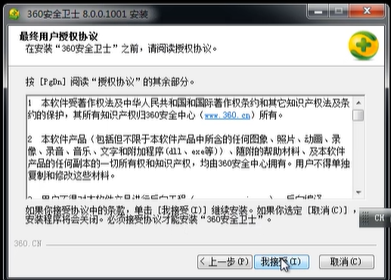 360安全卫士 8.0.0.1001 安装
最终用户授权协议
在安装“360安全卫士”之前,请阅读授权协议。
按 [PgDn] 阅读“授权协议”的其余部分。
1 本软件受著作权法及中华人民共和国和国际著作权条约和其它知识产权法及条
约的保护,其所有知识产权归360安全中心(www.360.cn)所有。
2 本软件产品(包括但不限于本软件产品中所含的任何图象、照片、动画、录
像、录音、音乐、文字和附加程序(dll、exe等))、随附的帮助材料、及本软件
产品的任何副本的一切所有权和知识产权,均由360安全中心拥有。用户不得单独
复制和修改这些材料。
如果你接受协议中的条款,单击 [我接受(I)] 继续安装。如果你选定 [取消(C)],
安装程序将会关闭。必须接受协议才能安装“360安全卫士”。
CH
360.CN
< 上一步(P)
我接受(I)
取消(C)